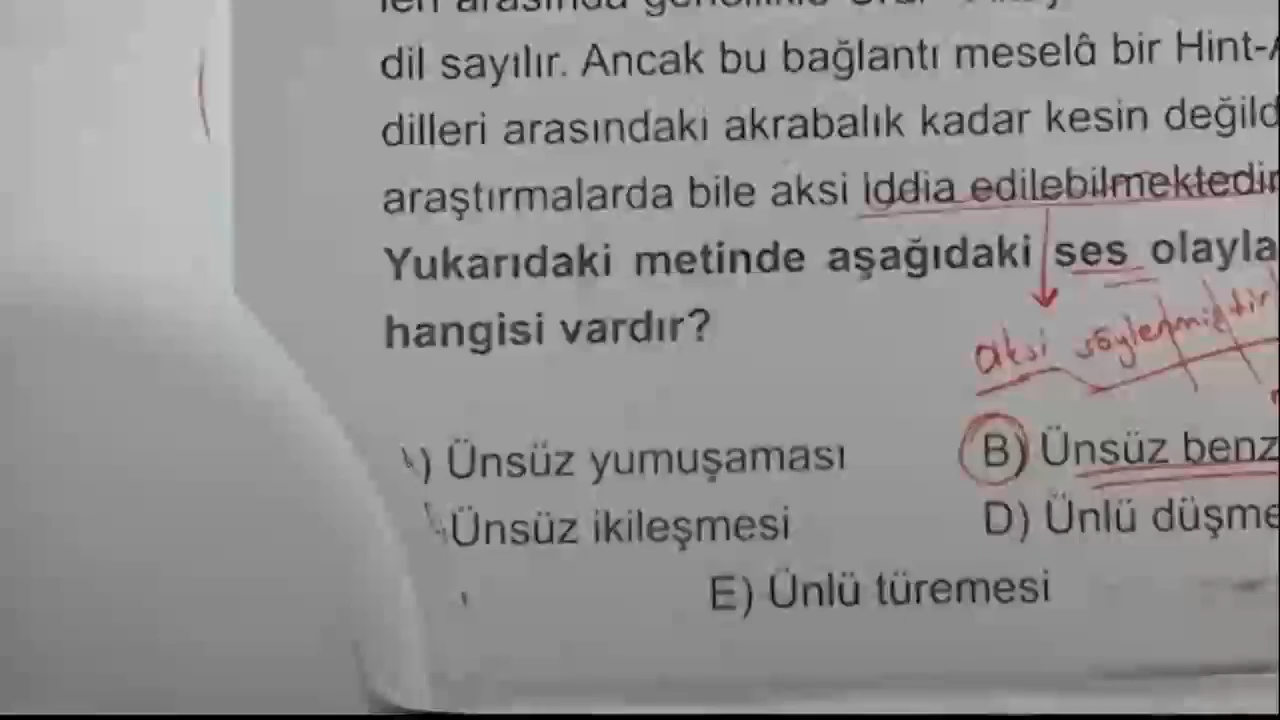 dil sayılır. Ancak bu bağlantı meselâ bir Hint-
dilleri arasındaki akrabalık kadar kesin değild
araştırmalarda bile aksi iddia edilebilmektedir
Yukarıdaki metinde aşağıdaki ses olayla
aksi söylenmiştir
hangisi vardır?
) Ünsüz yumuşaması B) Ünsüz benz
Ünsüz ikileşmesi D) Ünlü düşme
E) Ünlü türemesi